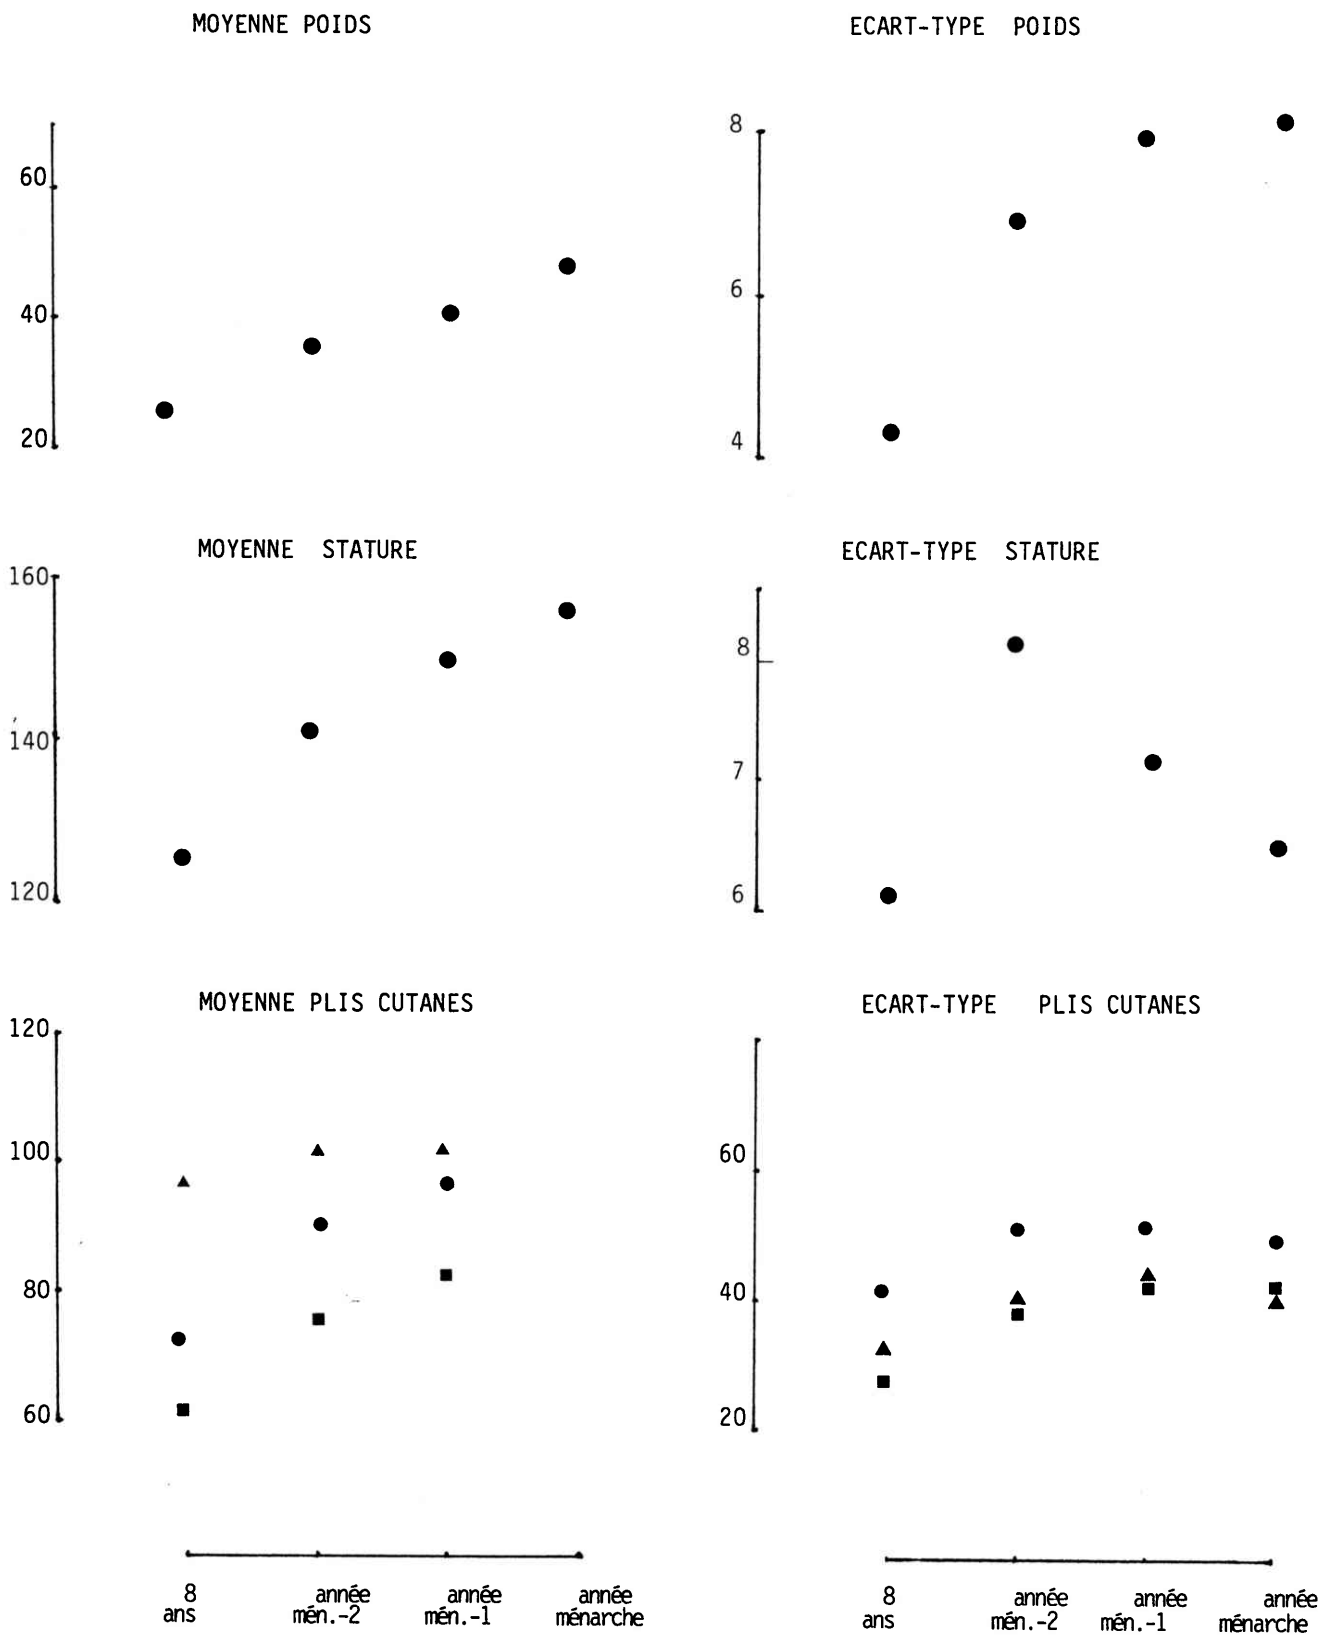 MOYENNE POIDS
60
40
20
ECART-TYPE POIDS
8
6
4
MOYENNE STATURE
160
140
120
ECART-TYPE STATURE
8
7
6
MOYENNE PLIS CUTANES
120
100
80
60
8
ans
année
mén.-2
année
mén.-1
année
ménarche
ECART-TYPE PLIS CUTANES
60
40
20
8
ans
année
mén.-2
année
mén.-1
année
ménarche